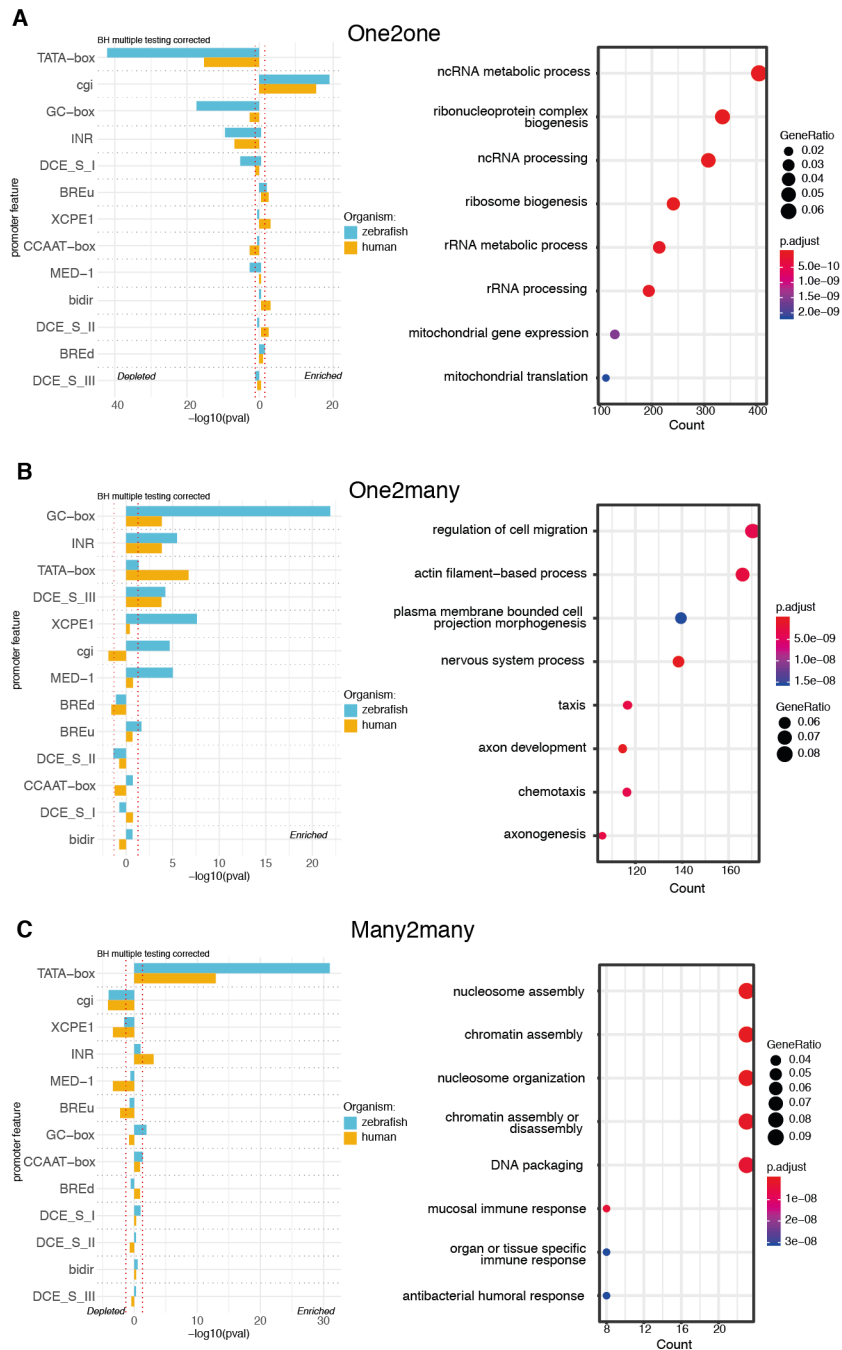 A
One2one
BH multiple testing corrected
promoter feature
TATA−box
cgi
GC−box
INR
DCE_S_I
BREu
XCPE1
CCAAT−box
MED−1
bidir
DCE_S_II
BREd
DCE_S_III
Depleted
Enriched
40
20
0
20
−log10(pval)
Organism:
zebrafish
human
ncRNA metabolic process
ribonucleoprotein complex
biogenesis
ncRNA processing
ribosome biogenesis
rRNA metabolic process
rRNA processing
mitochondrial gene expression
mitochondrial translation
100
200
300
400
Count
GeneRatio
0.02
0.03
0.04
0.05
0.06
p.adjust
5.0e−10
1.0e−09
1.5e−09
2.0e−09
B
One2many
BH multiple testing corrected
promoter feature
GC−box
INR
TATA−box
DCE_S_III
XCPE1
cgi
MED−1
BREd
BREu
DCE_S_II
CCAAT−box
DCE_S_I
bidir
Enriched
0
5
10
15
20
−log10(pval)
Organism:
zebrafish
human
regulation of cell migration
actin filament−based process
plasma membrane bounded cell
projection morphogenesis
nervous system process
taxis
axon development
chemotaxis
axonogenesis
120
140
160
Count
p.adjust
5.0e−09
1.0e−08
1.5e−08
GeneRatio
0.06
0.07
0.08
C
Many2many
BH multiple testing corrected
promoter feature
TATA−box
cgi
XCPE1
INR
MED−1
BREu
GC−box
CCAAT−box
BREd
DCE_S_I
DCE_S_II
bidir
DCE_S_III
Depleted
Enriched
0
10
20
30
−log10(pval)
Organism:
zebrafish
human
nucleosome assembly
chromatin assembly
nucleosome organization
chromatin assembly or
disassembly
DNA packaging
mucosal immune response
organ or tissue specific
immune response
antibacterial humoral response
8
12
16
20
Count
GeneRatio
0.04
0.05
0.06
0.07
0.08
0.09
p.adjust
1e−08
2e−08
3e−08